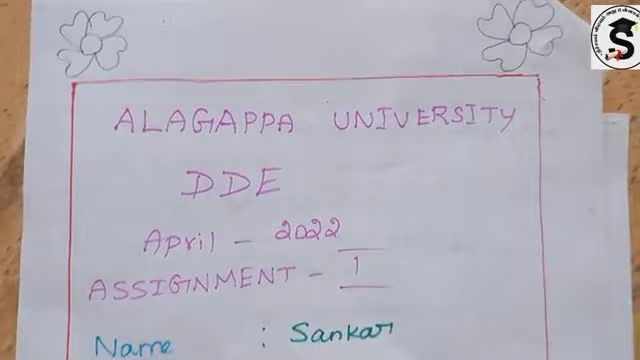 ALAGAPPA UNIVERSITY
DDE
April - 2022
ASSIGNMENT - 1
Name : Sankar
S